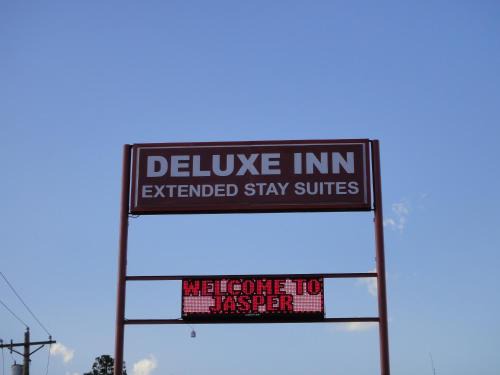 DELUXE INN
EXTENDED STAY SUITES
WELCOME TO
JASPER